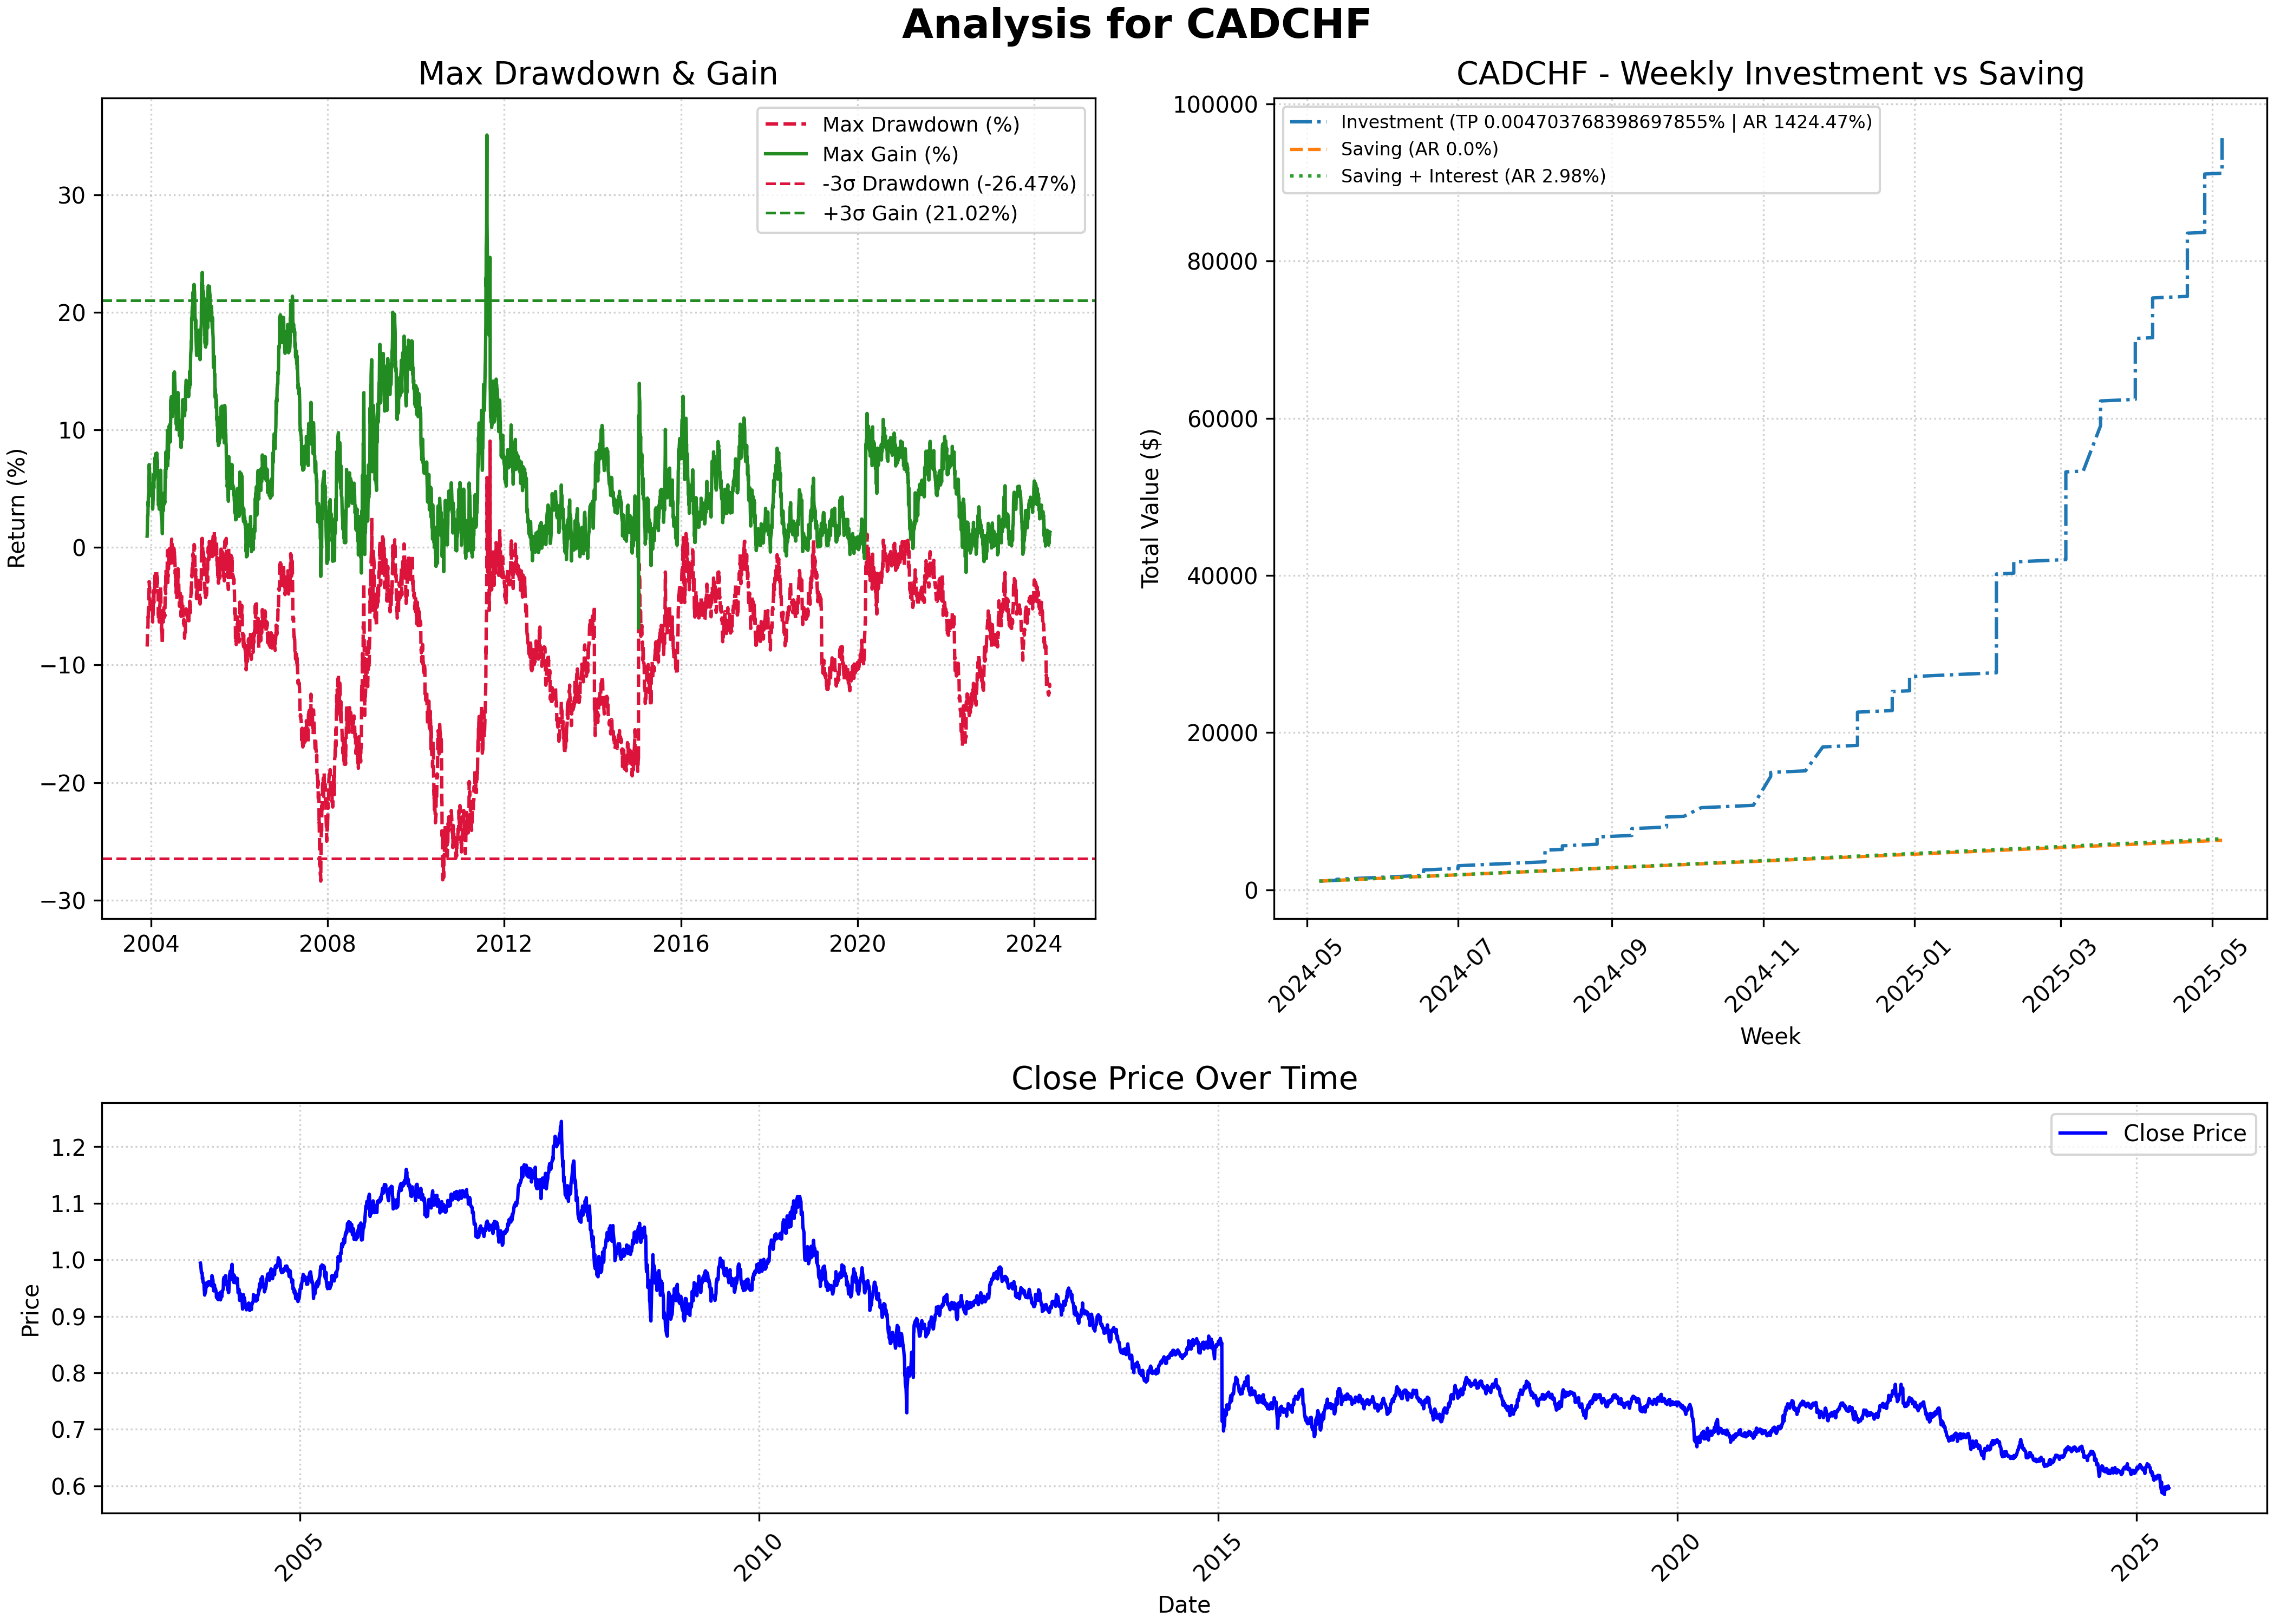 Analysis for CADCHF
Max Drawdown & Gain
Return (%)
30
20
10
0
−10
−20
−30
2004
2008
2012
2016
2020
2024
Max Drawdown (%)
Max Gain (%)
-3σ Drawdown (-26.47%)
+3σ Gain (21.02%)
CADCHF - Weekly Investment vs Saving
Total Value ($)
100000
80000
60000
40000
20000
0
Investment (TP 0.004703768398697855% | AR 1424.47%)
Saving (AR 0.0%)
Saving + Interest (AR 2.98%)
2024-05
2024-07
2024-09
2024-11
2025-01
2025-03
2025-05
Week
Close Price Over Time
Price
1.2
1.1
1.0
0.9
0.8
0.7
0.6
Close Price
2005
2010
2015
2020
2025
Date